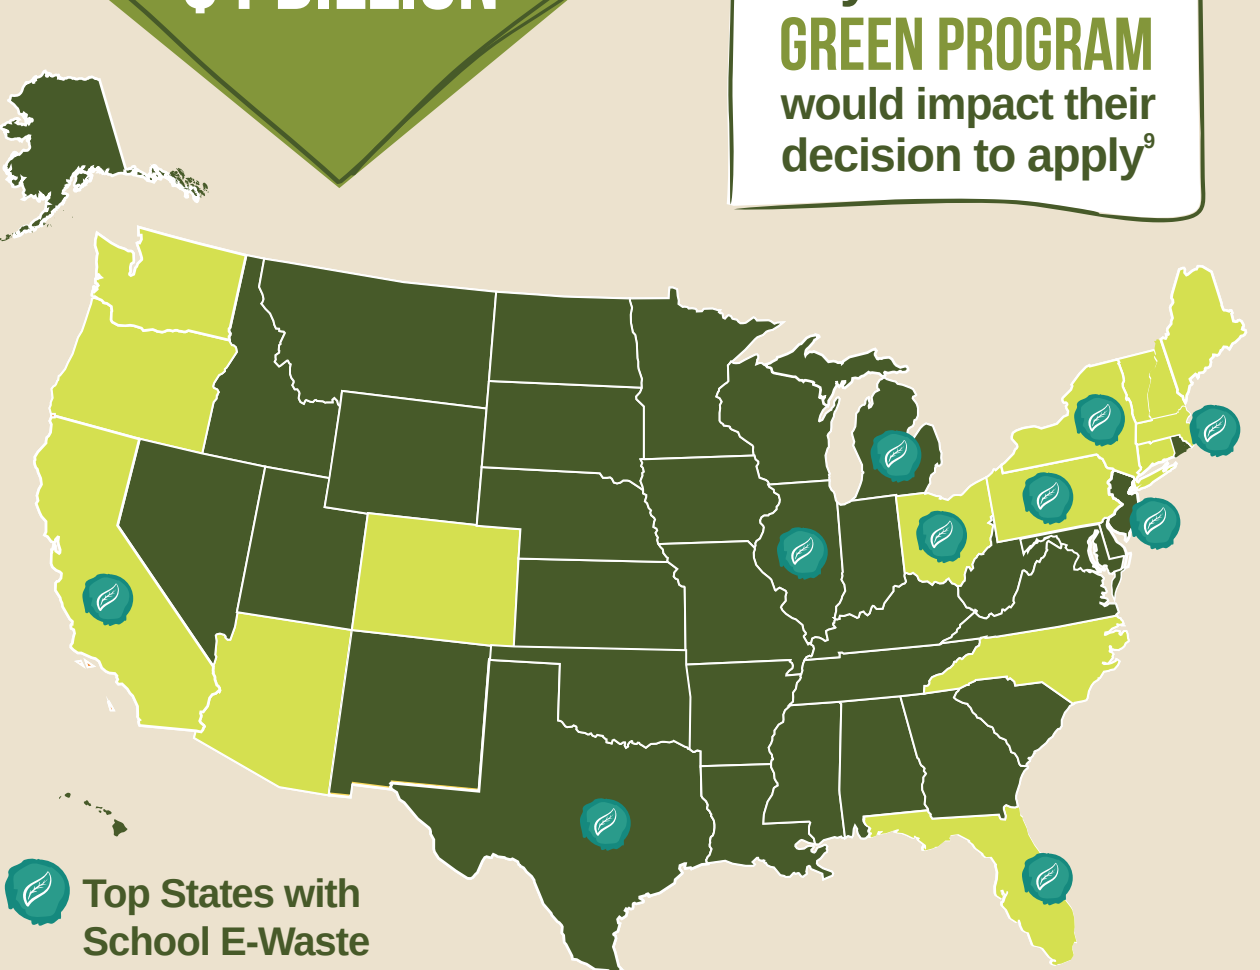 GREEN PROGRAM
would impact their
decision to apply⁹
Top States with
School E-Waste